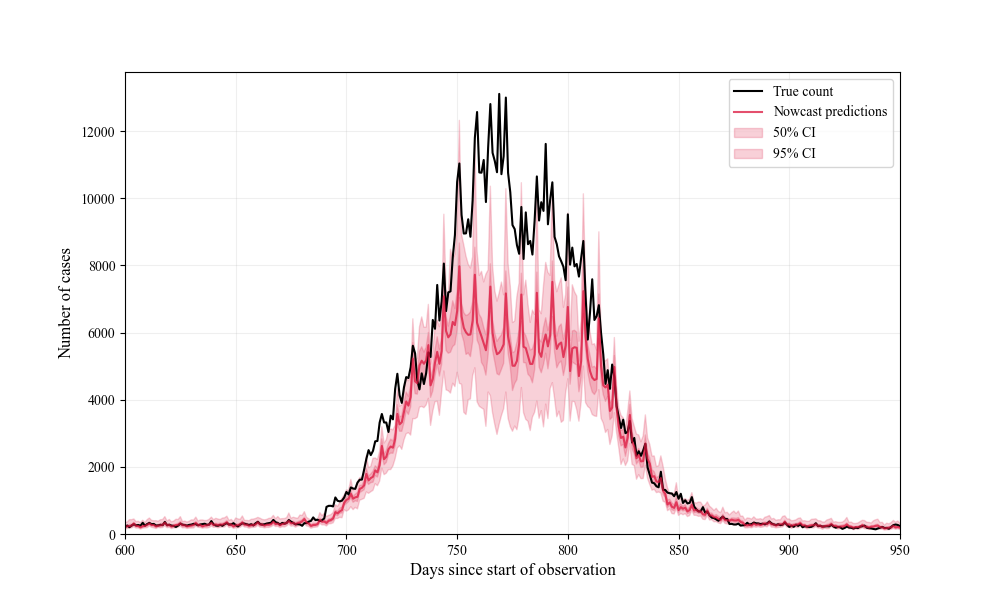 True count
Nowcast predictions
50% CI
95% CI
12000
10000
8000
6000
4000
2000
0
Number of cases
600 650 700 750 800 850 900 950
Days since start of observation